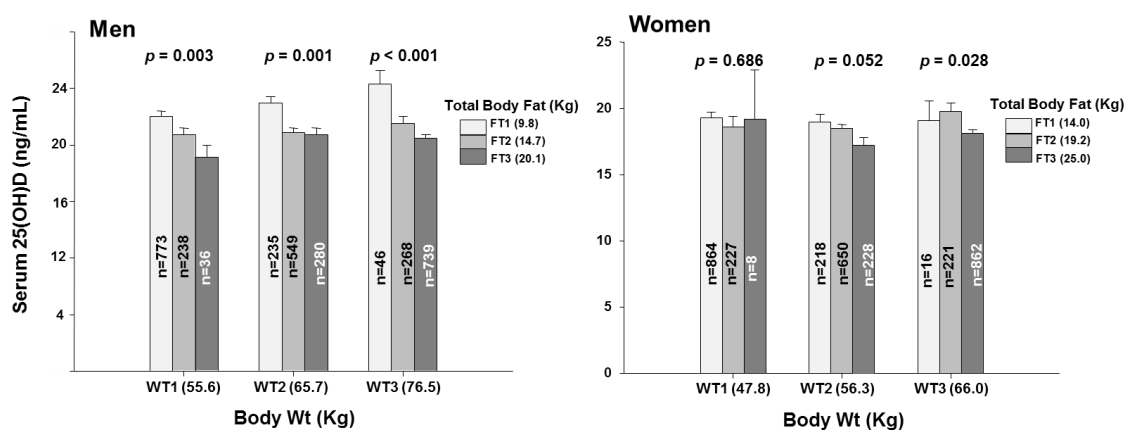 Men
p = 0.003 p = 0.001 p < 0.001
Serum 25(OH)D (ng/mL)
24
20
16
12
8
4
Total Body Fat (Kg)
FT1 (9.8)
FT2 (14.7)
FT3 (20.1)
n=773 n=238 n=36 n=235 n=549 n=280 n=46 n=268 n=739
WT1 (55.6) WT2 (65.7) WT3 (76.5)
Body Wt (Kg)
Women
p = 0.686 p = 0.052 p = 0.028
25
20
15
10
5
0
Total Body Fat (Kg)
FT1 (14.0)
FT2 (19.2)
FT3 (25.0)
n=864 n=227 n=8 n=218 n=650 n=228 n=16 n=221 n=862
WT1 (47.8) WT2 (56.3) WT3 (66.0)
Body Wt (Kg)